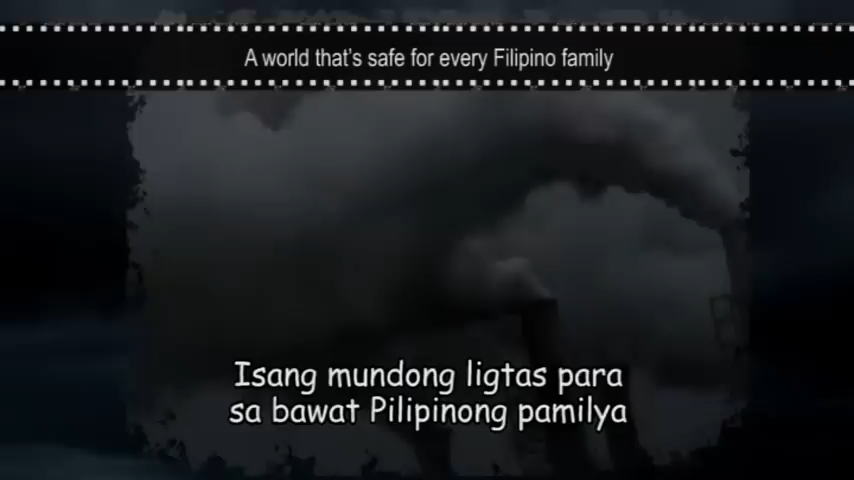 A world that's safe for every Filipino family
Isang mundong ligtas para
sa bawat Pilipinong pamilya